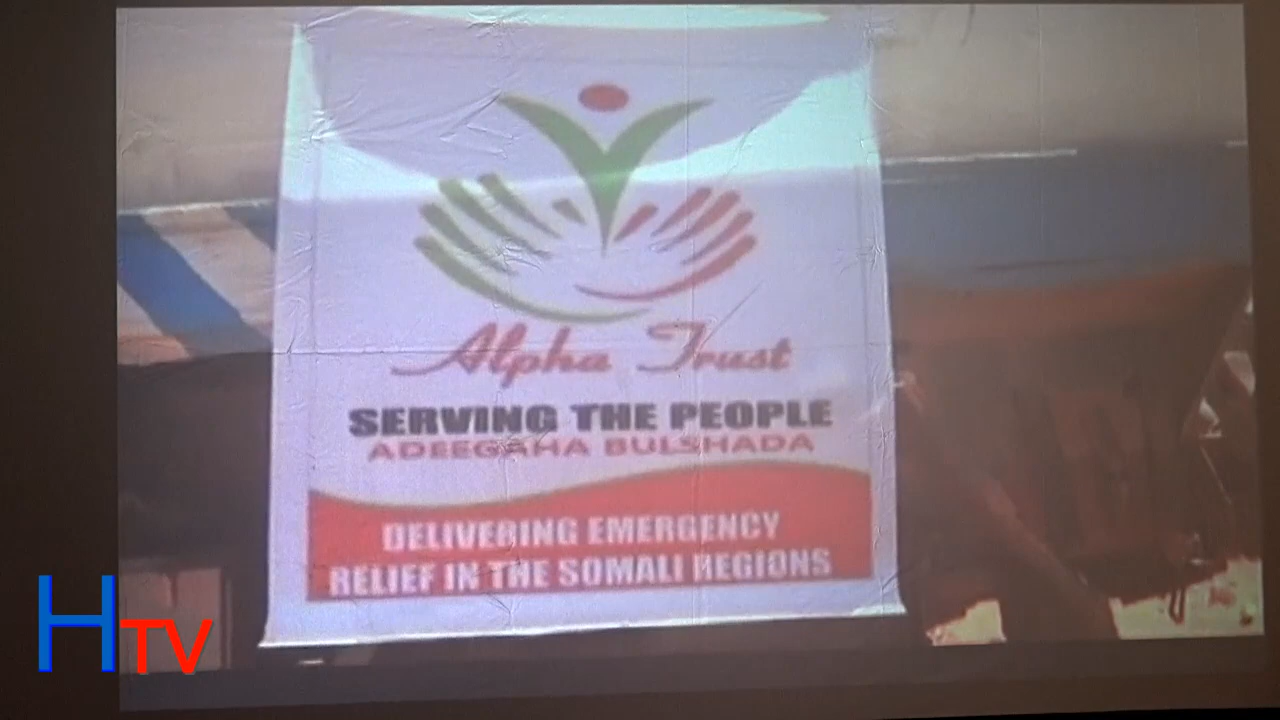 Alpha Trust
SERVING THE PEOPLE
ADEEGAHA BULSHADA
DELIVERING EMERGENCY
RELIEF IN THE SOMALI REGIONS
HTV